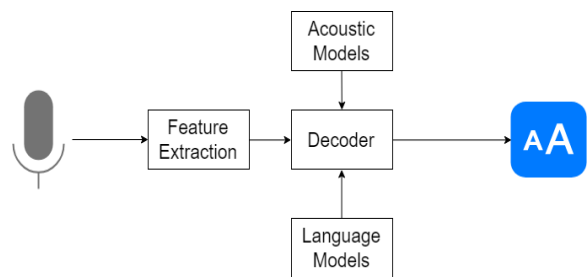 Acoustic
Models
Feature
Extraction
Decoder
AA
Language
Models